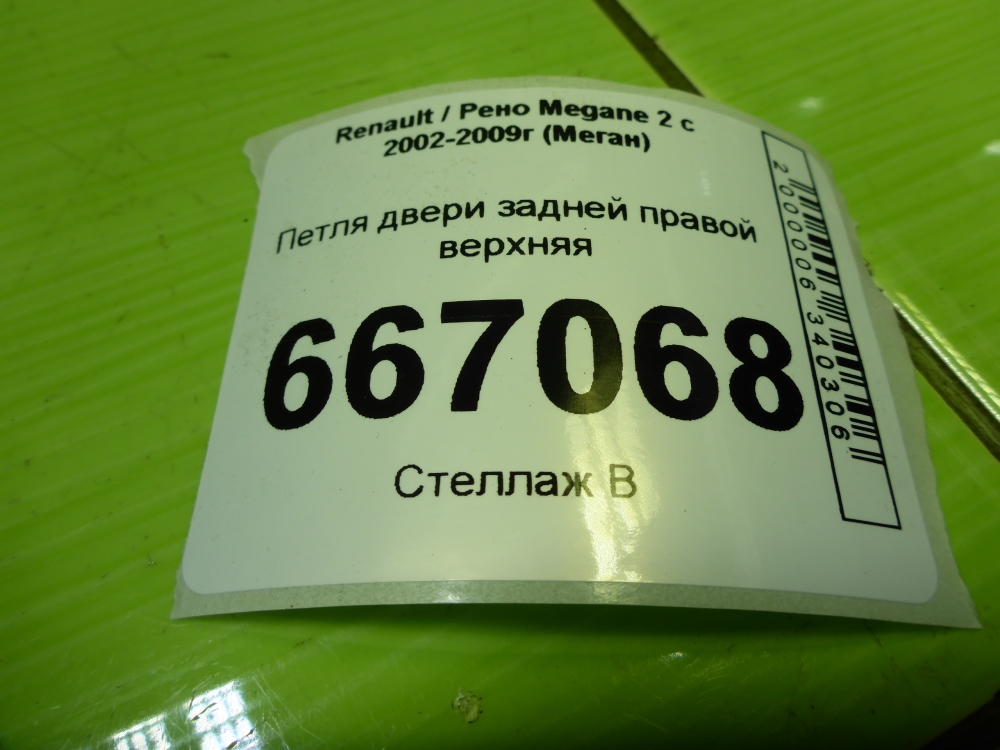 Renault / Рено Megane 2 с
2002-2009г (Меган)
Петля двери задней правой
верхняя
667068
Стеллаж В
2000006340306